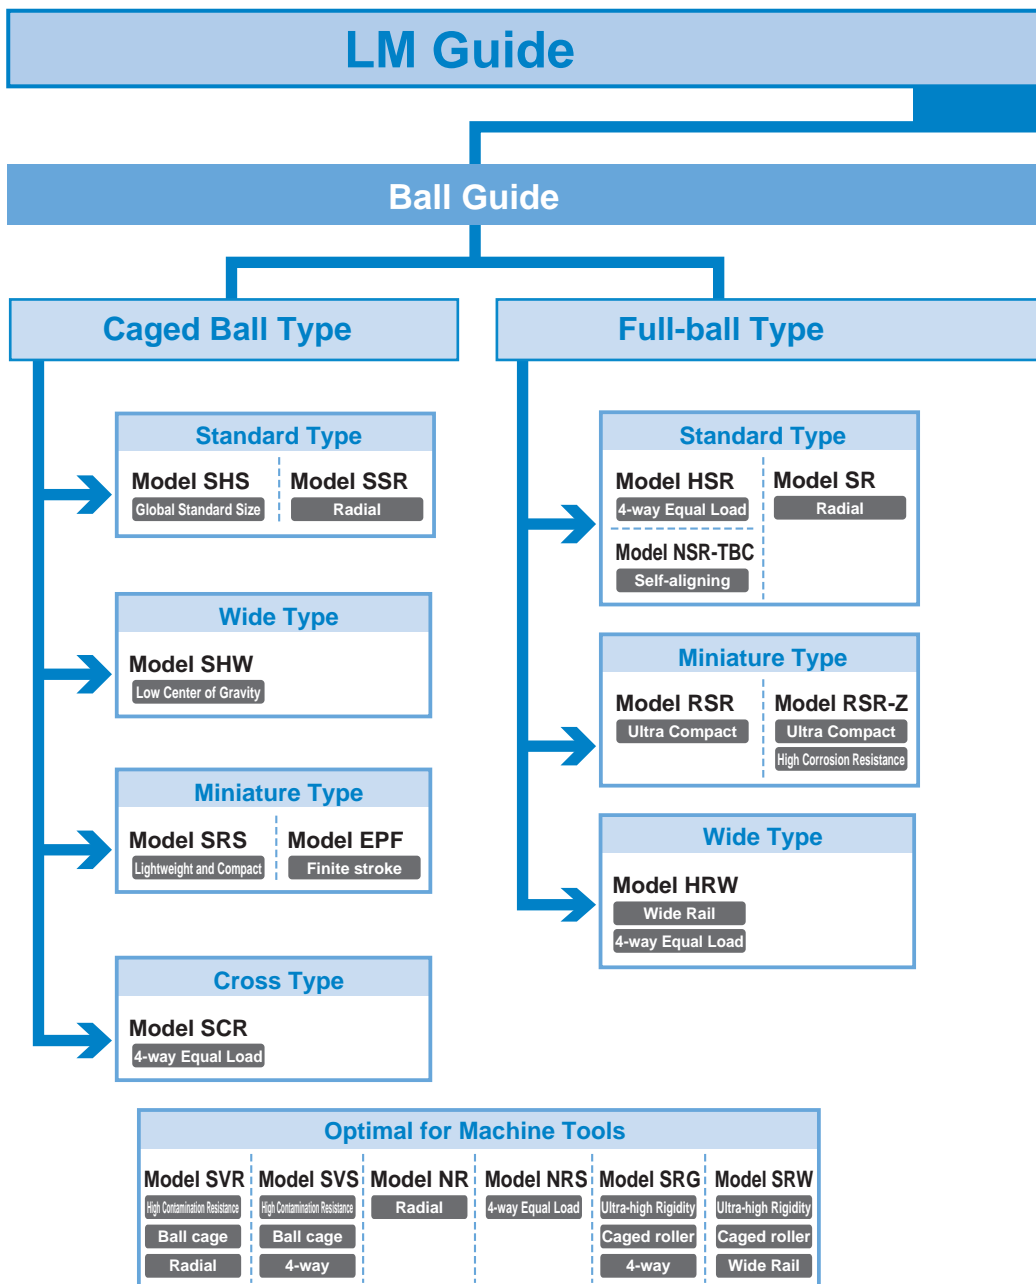 LM Guide
Ball Guide
Caged Ball Type
Standard Type
Model SHS
Global Standard Size
Model SSR
Radial
Wide Type
Model SHW
Low Center of Gravity
Miniature Type
Model SRS
Lightweight and Compact
Model EPF
Finite stroke
Cross Type
Model SCR
4-way Equal Load
Full-ball Type
Standard Type
Model HSR
4-way Equal Load
Model SR
Radial
Model NSR-TBC
Self-aligning
Miniature Type
Model RSR
Ultra Compact
Model RSR-Z
Ultra Compact
High Corrosion Resistance
Wide Type
Model HRW
Wide Rail
4-way Equal Load
Optimal for Machine Tools
Model SVR
High Contamination Resistance
Ball cage
Radial
Model SVS
High Contamination Resistance
Ball cage
4-way
Model NR
Radial
Model NRS
4-way Equal Load
Model SRG
Ultra-high Rigidity
Caged roller
4-way
Model SRW
Ultra-high Rigidity
Caged roller
Wide Rail